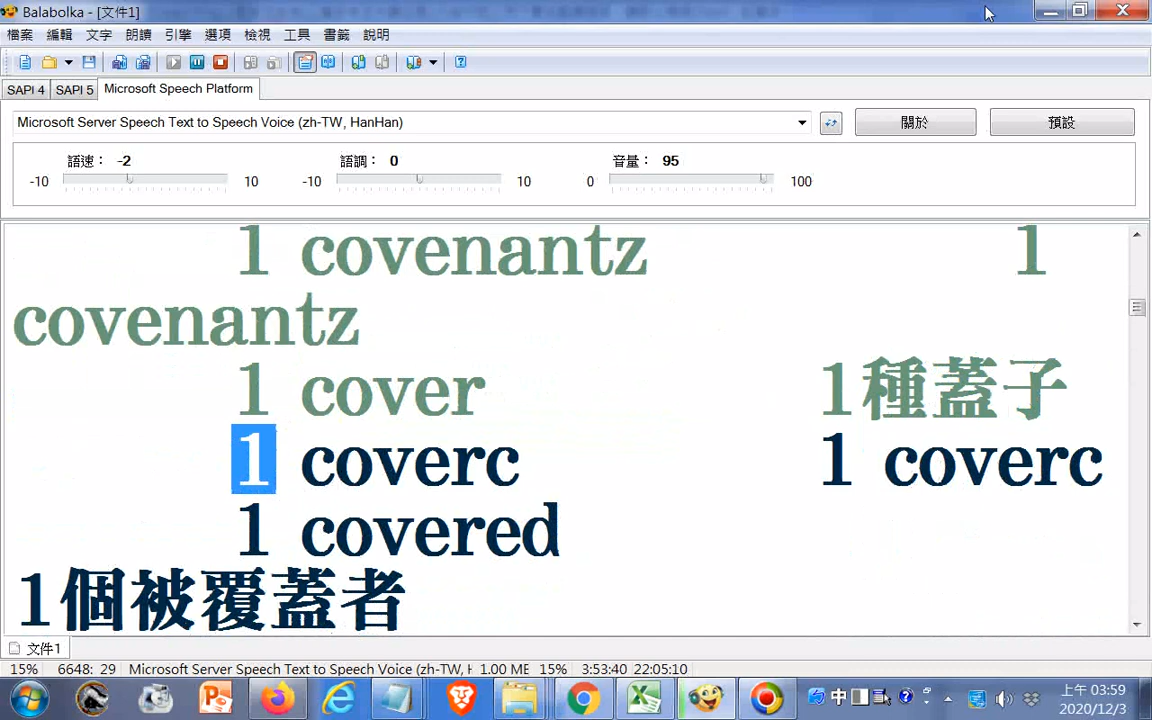 Balabolka - [文件1]
檔案 編輯 文字 朗讀 引擎 選項 檢視 工具 書籤 說明
SAPI 4 SAPI 5 Microsoft Speech Platform
Microsoft Server Speech Text to Speech Voice (zh-TW, HanHan) 關於 預設
語速： -2 語調： 0 音量： 95
-10 10 -10 10 0 100
1 covenantz 1
covenantz
1 cover 1種蓋子
1 coverc 1 coverc
1 covered
1個被覆蓋者
文件1
15% 6648: 29 Microsoft Server Speech Text to Speech Voice (zh-TW, 1.00 ME 15% 3:53:40 22:05:10
中 上午 03:59
2020/12/3